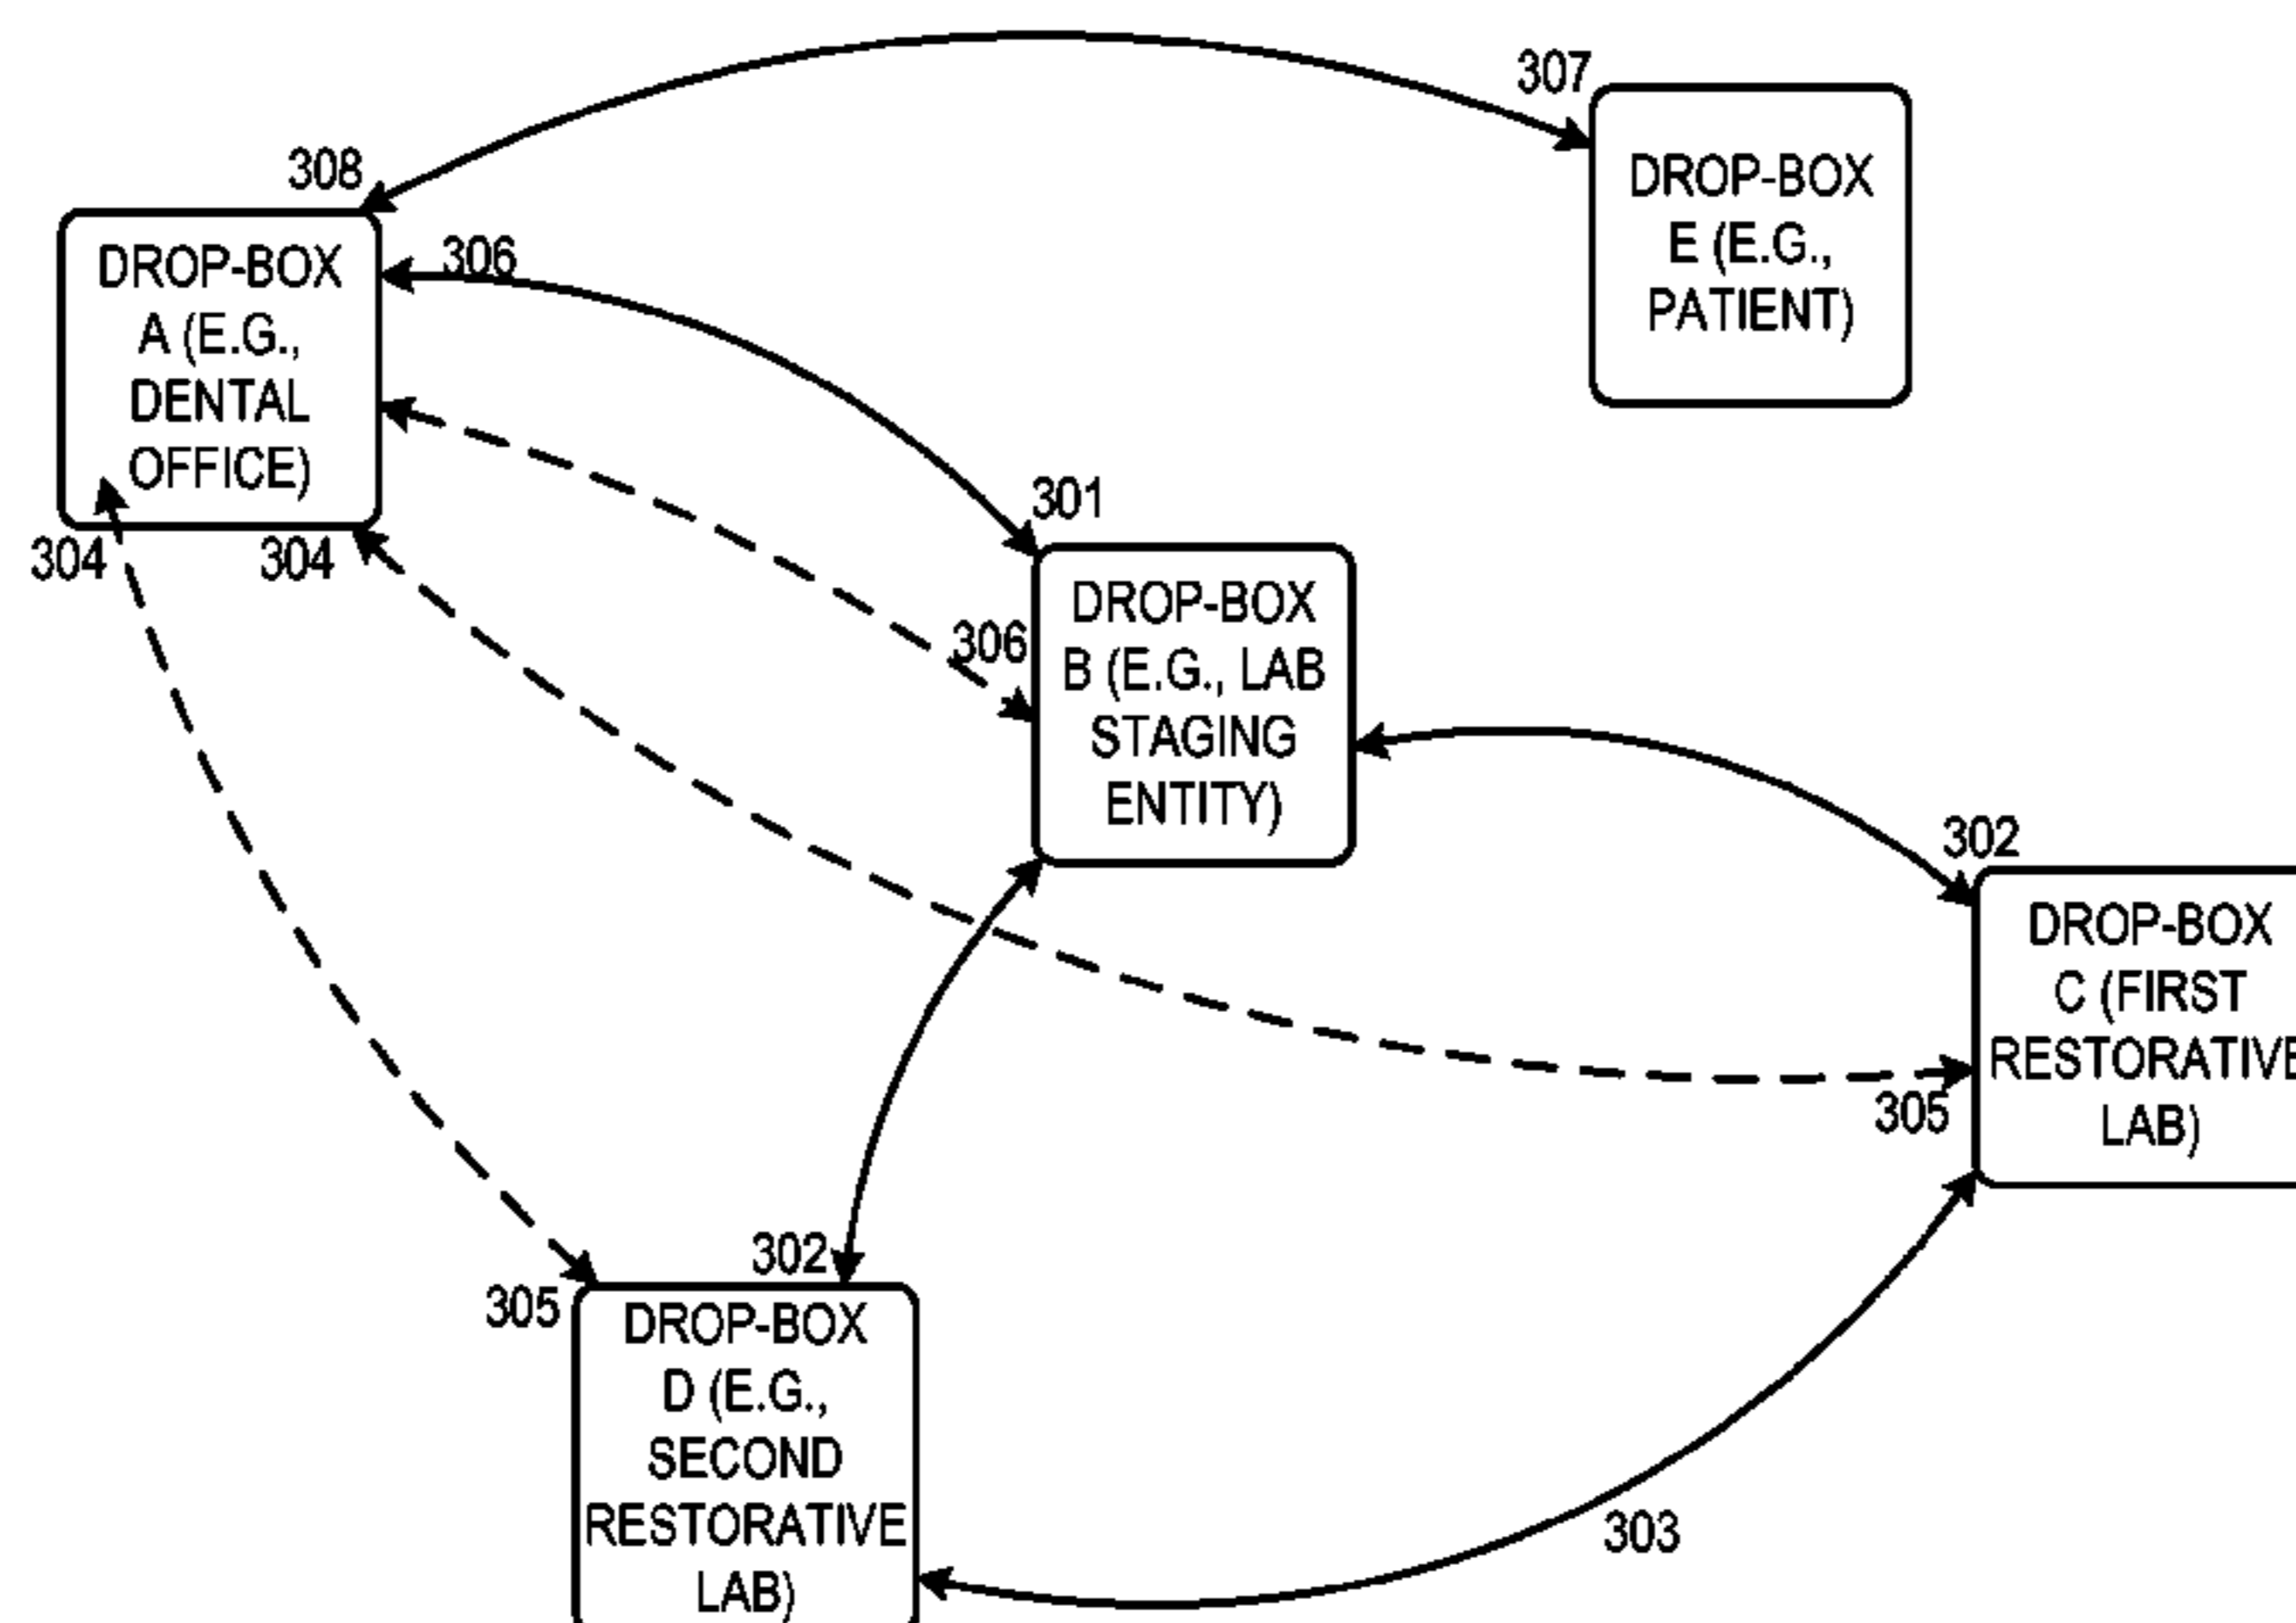 307
308
DROP-BOX
E (E.G.,
PATIENT)
306
DROP-BOX
A (E.G.,
DENTAL
OFFICE)
304
304
301
306
DROP-BOX
B (E.G., LAB
STAGING
ENTITY)
302
DROP-BOX
C (FIRST
RESTORATIVE
LAB)
305
302
305
DROP-BOX
D (E.G.,
SECOND
RESTORATIVE
LAB)
303